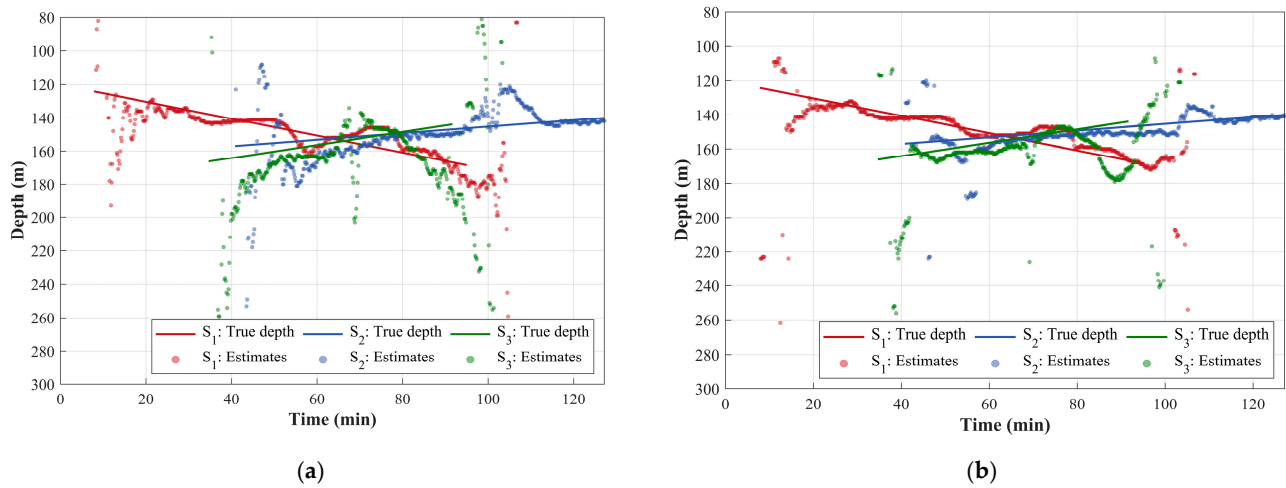 80
100
120
140
160
180
200
220
240
260
280
300
Depth (m)
0 20 40 60 80 100 120
Time (min)
S1: True depth S2: True depth S3: True depth
S1: Estimates S2: Estimates S3: Estimates
(a)
80
100
120
140
160
180
200
220
240
260
280
300
Depth (m)
0 20 40 60 80 100 120
Time (min)
S1: True depth S2: True depth S3: True depth
S1: Estimates S2: Estimates S3: Estimates
(b)